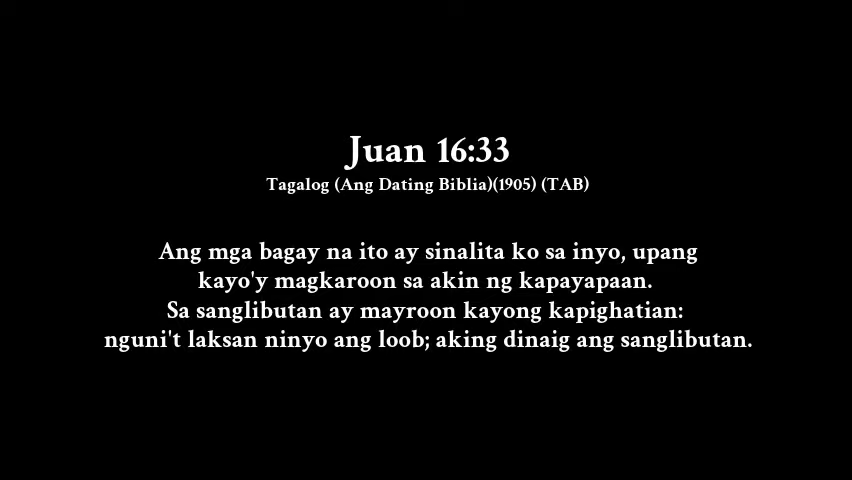 Juan 16:33
Tagalog (Ang Dating Biblia)(1905) (TAB)
Ang mga bagay na ito ay sinalita ko sa inyo, upang
kayo'y magkaroon sa akin ng kapayapaan.
Sa sanglibutan ay mayroon kayong kapighatian:
nguni't laksan ninyo ang loob; aking dinaig ang sanglibutan.